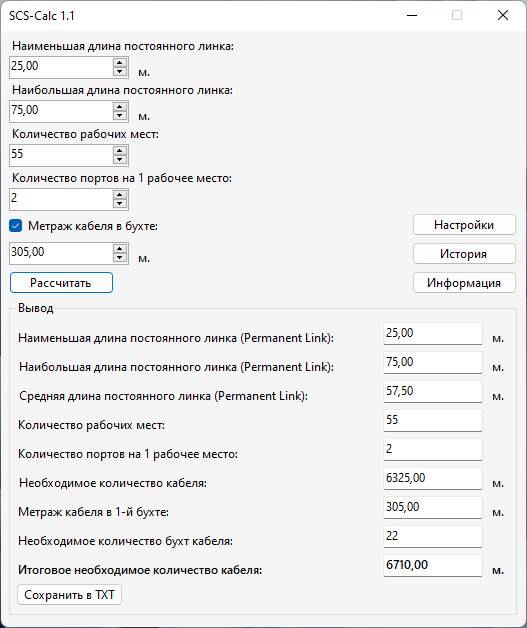 SCS-Calc 1.1
Наименьшая длина постоянного линка:
25,00 м.
Наибольшая длина постоянного линка:
75,00 м.
Количество рабочих мест:
55
Количество портов на 1 рабочее место:
2
Метраж кабеля в бухте: Настройки
305,00 м. История
Рассчитать Информация
Вывод
Наименьшая длина постоянного линка (Permanent Link): 25,00 м.
Наибольшая длина постоянного линка (Permanent Link): 75,00 м.
Средняя длина постоянного линка (Permanent Link): 57,50 м.
Количество рабочих мест: 55
Количество портов на 1 рабочее место: 2
Необходимое количество кабеля: 6325,00 м.
Метраж кабеля в 1-й бухте: 305,00 м.
Необходимое количество бухт кабеля: 22
Итоговое необходимое количество кабеля: 6710,00 м.
Сохранить в TXT